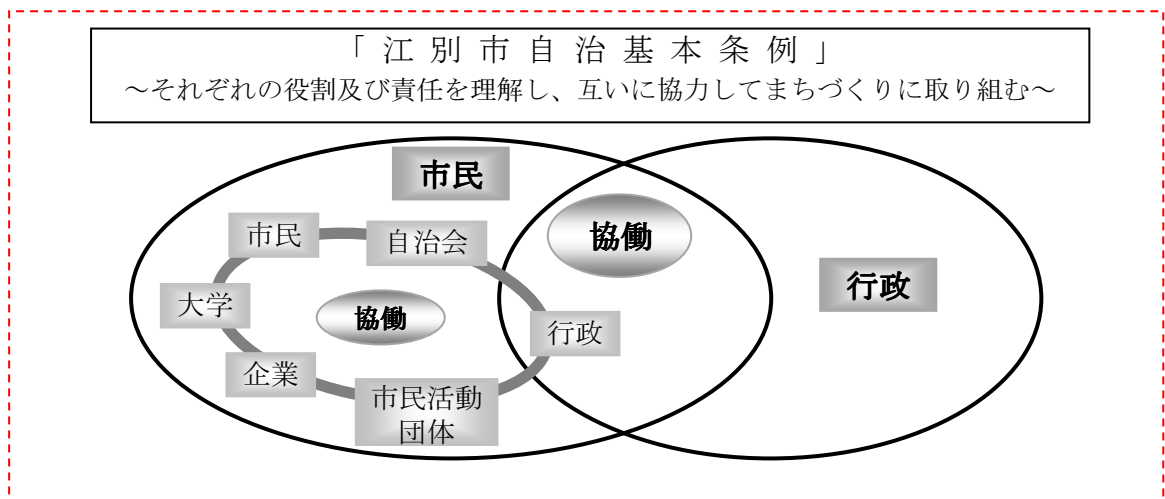 「江別市自治基本条例」
～それぞれの役割及び責任を理解し、互いに協力してまちづくりに取り組む～
市民
協働
行政
市民
自治会
大学
協働
行政
企業
市民活動
団体